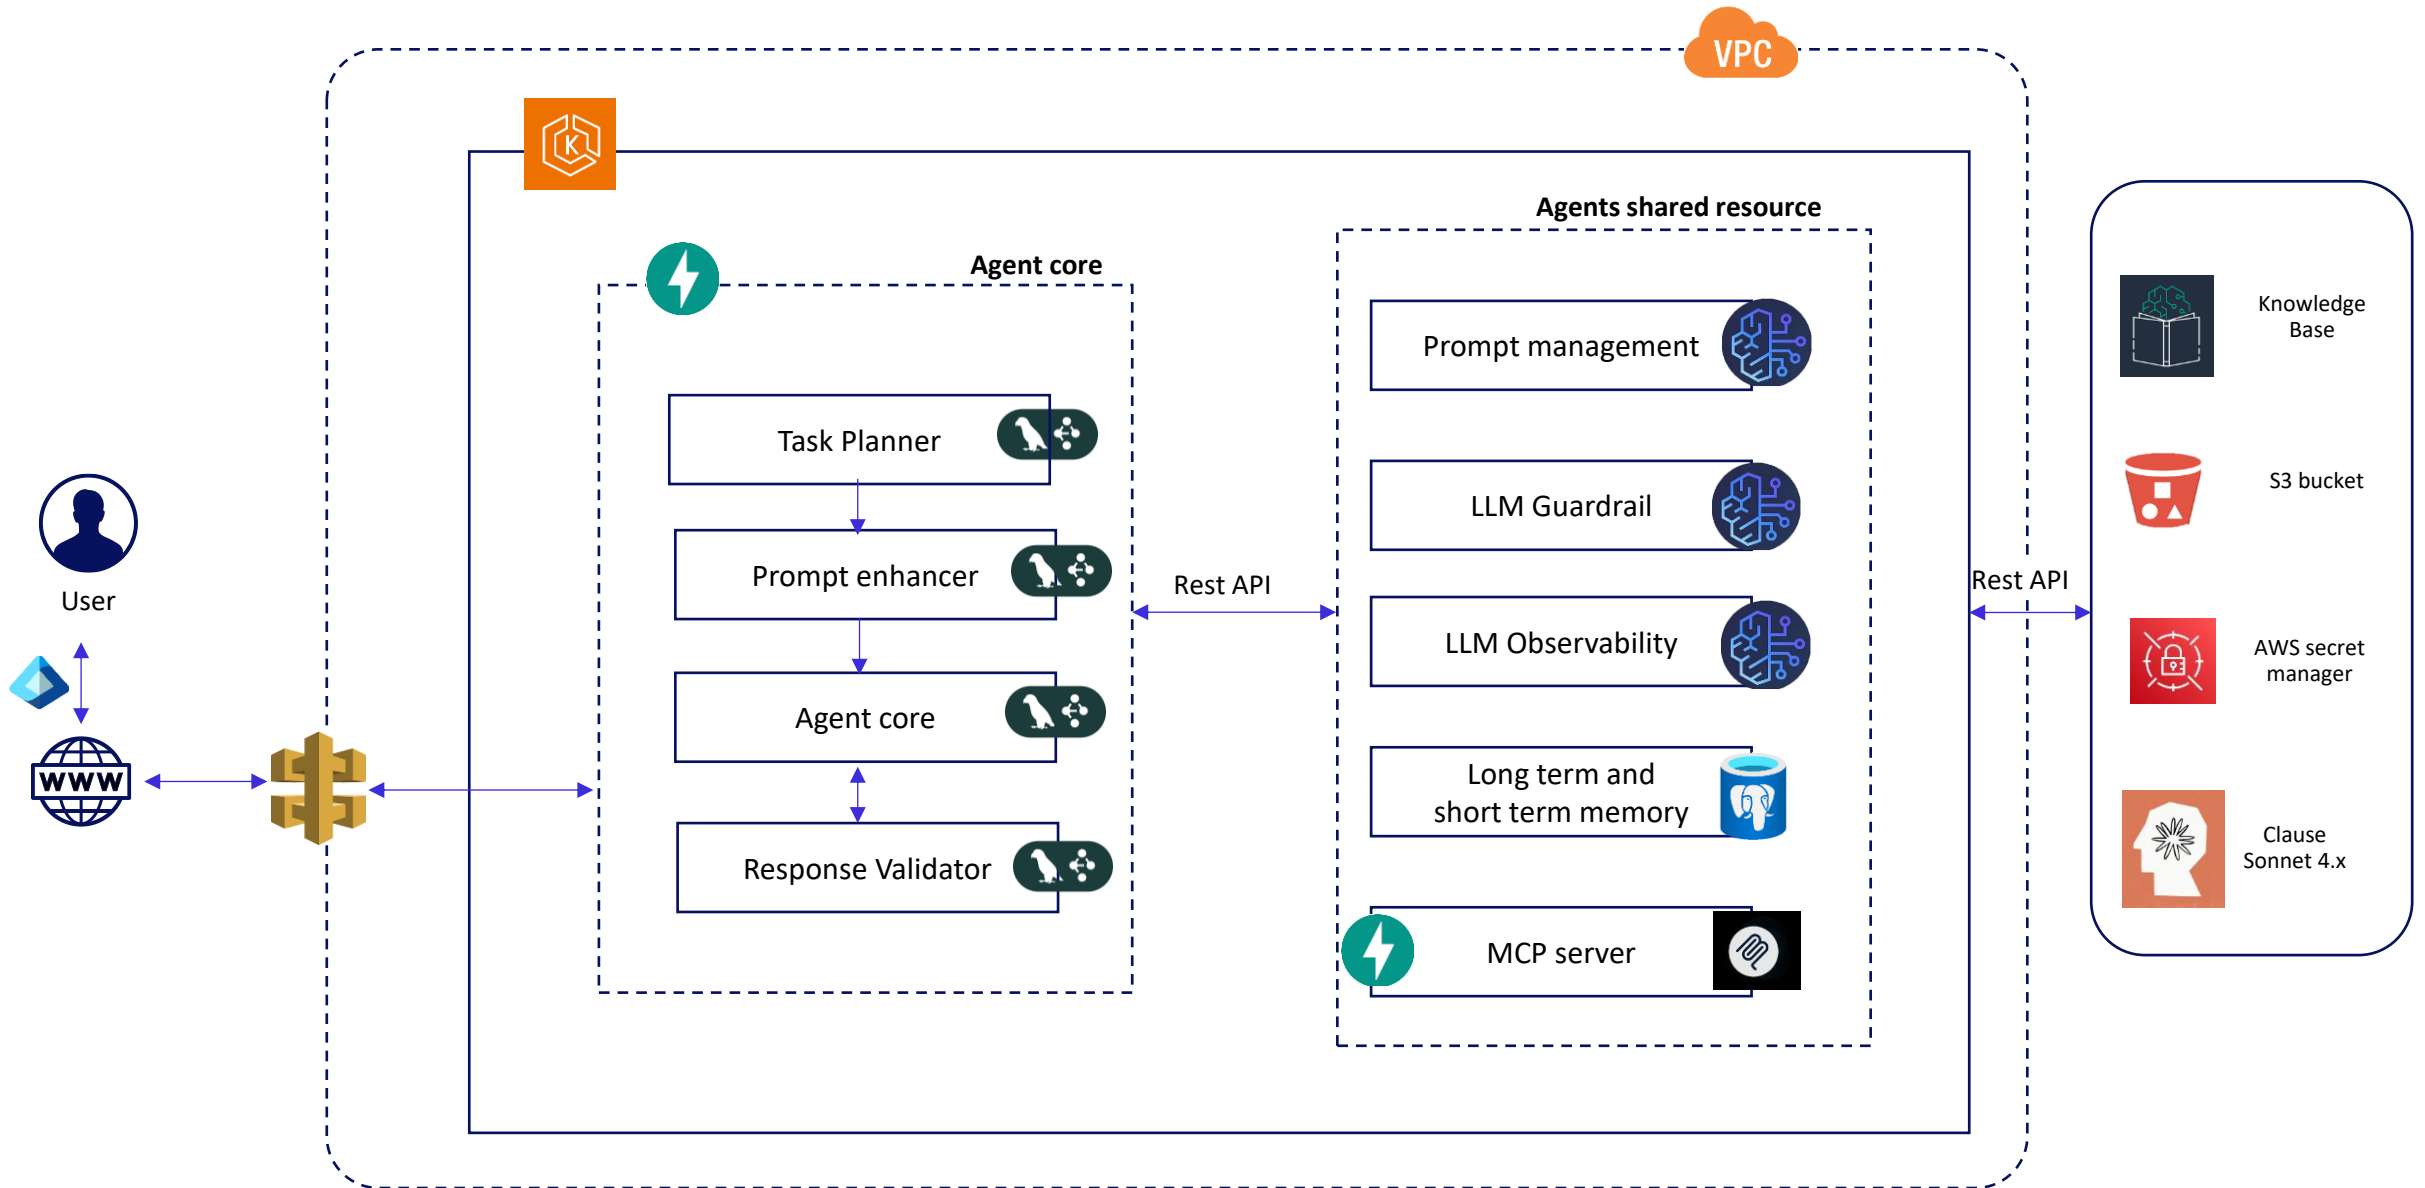 VPC
K
Agents shared resource
Agent core
Prompt management
Task Planner
LLM Guardrail
Prompt enhancer
Rest API
LLM Observability
Agent core
Long term and
short term memory
Response Validator
MCP server
User
WWW
Rest API
Knowledge
Base
S3 bucket
AWS secret
manager
Clause
Sonnet 4.x